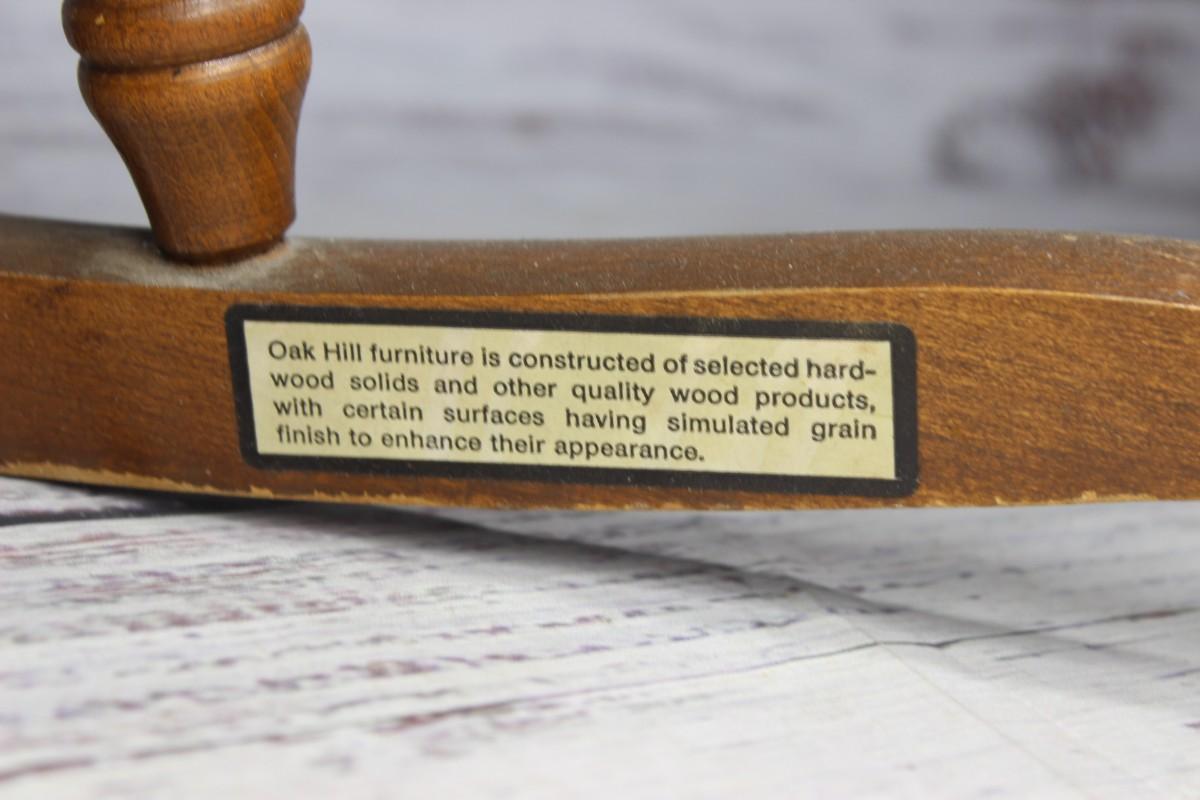 Oak Hill furniture is constructed of selected hard-
wood solids and other quality wood products,
with certain surfaces having simulated grain
finish to enhance their appearance.